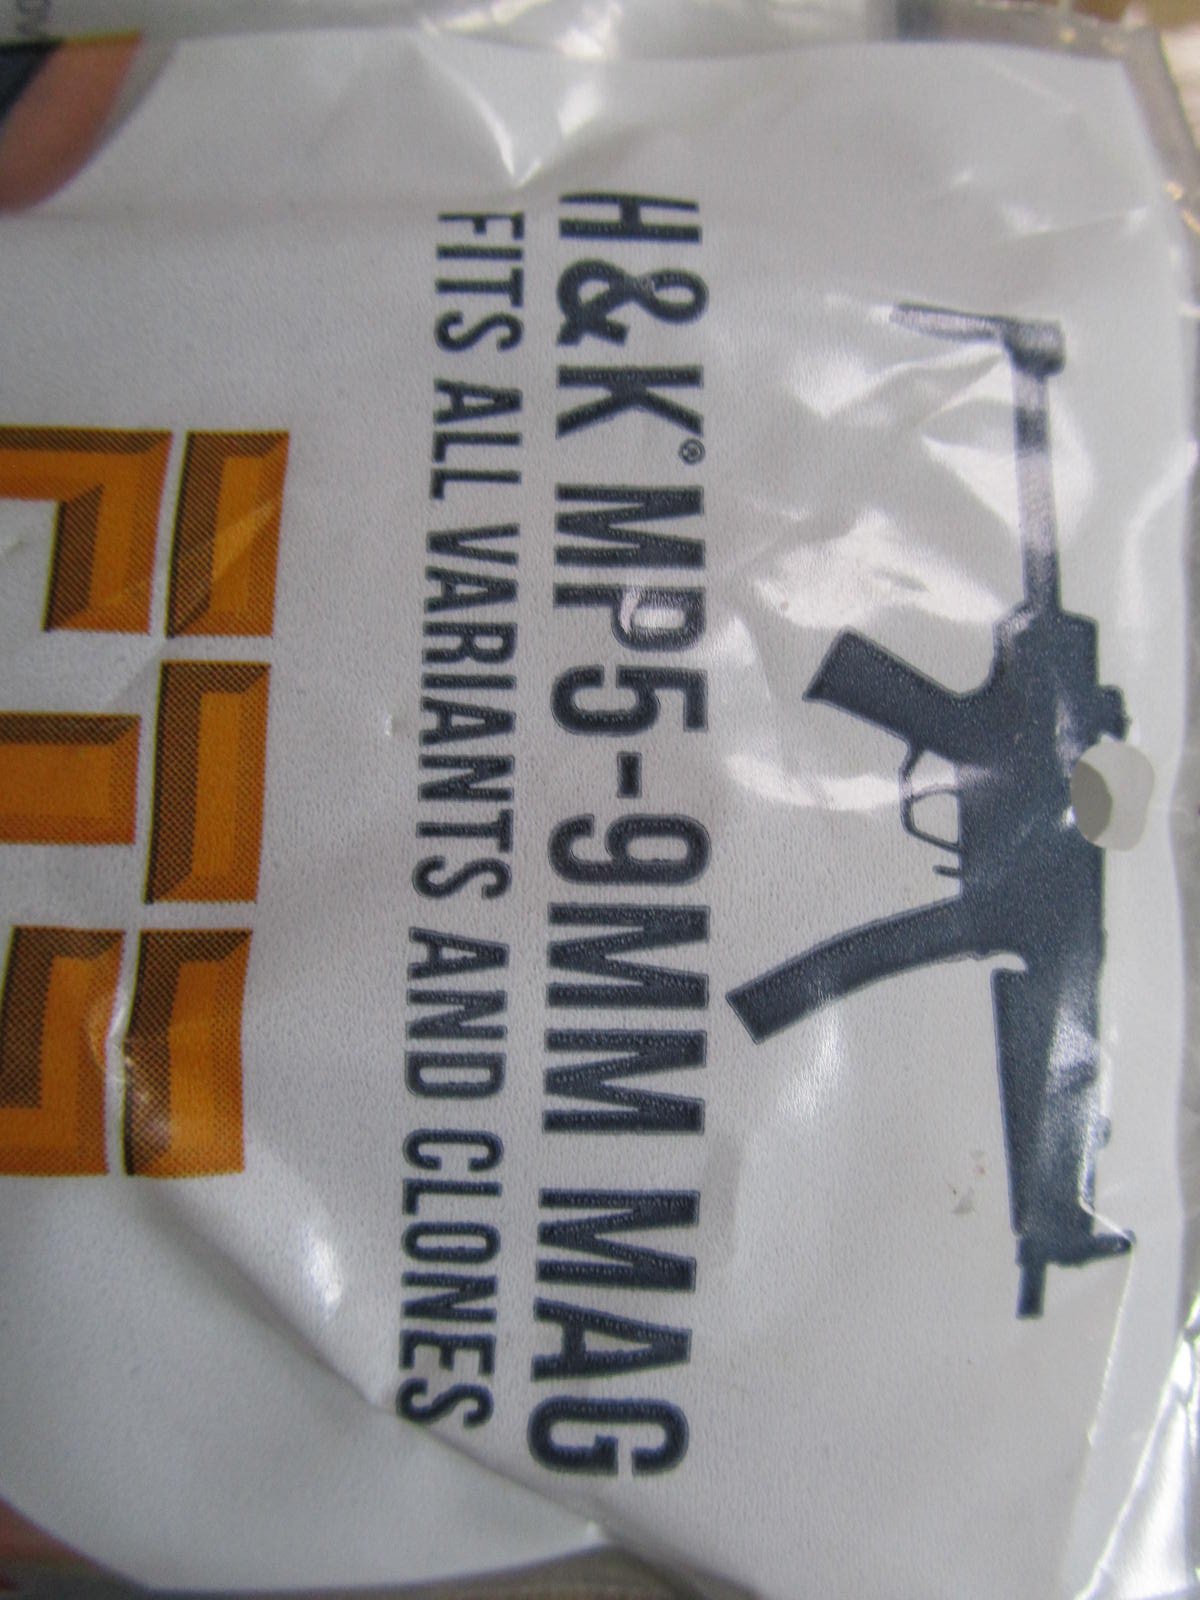 H&K® MP5-9MM MAG
FITS ALL VARIANTS AND CLONES